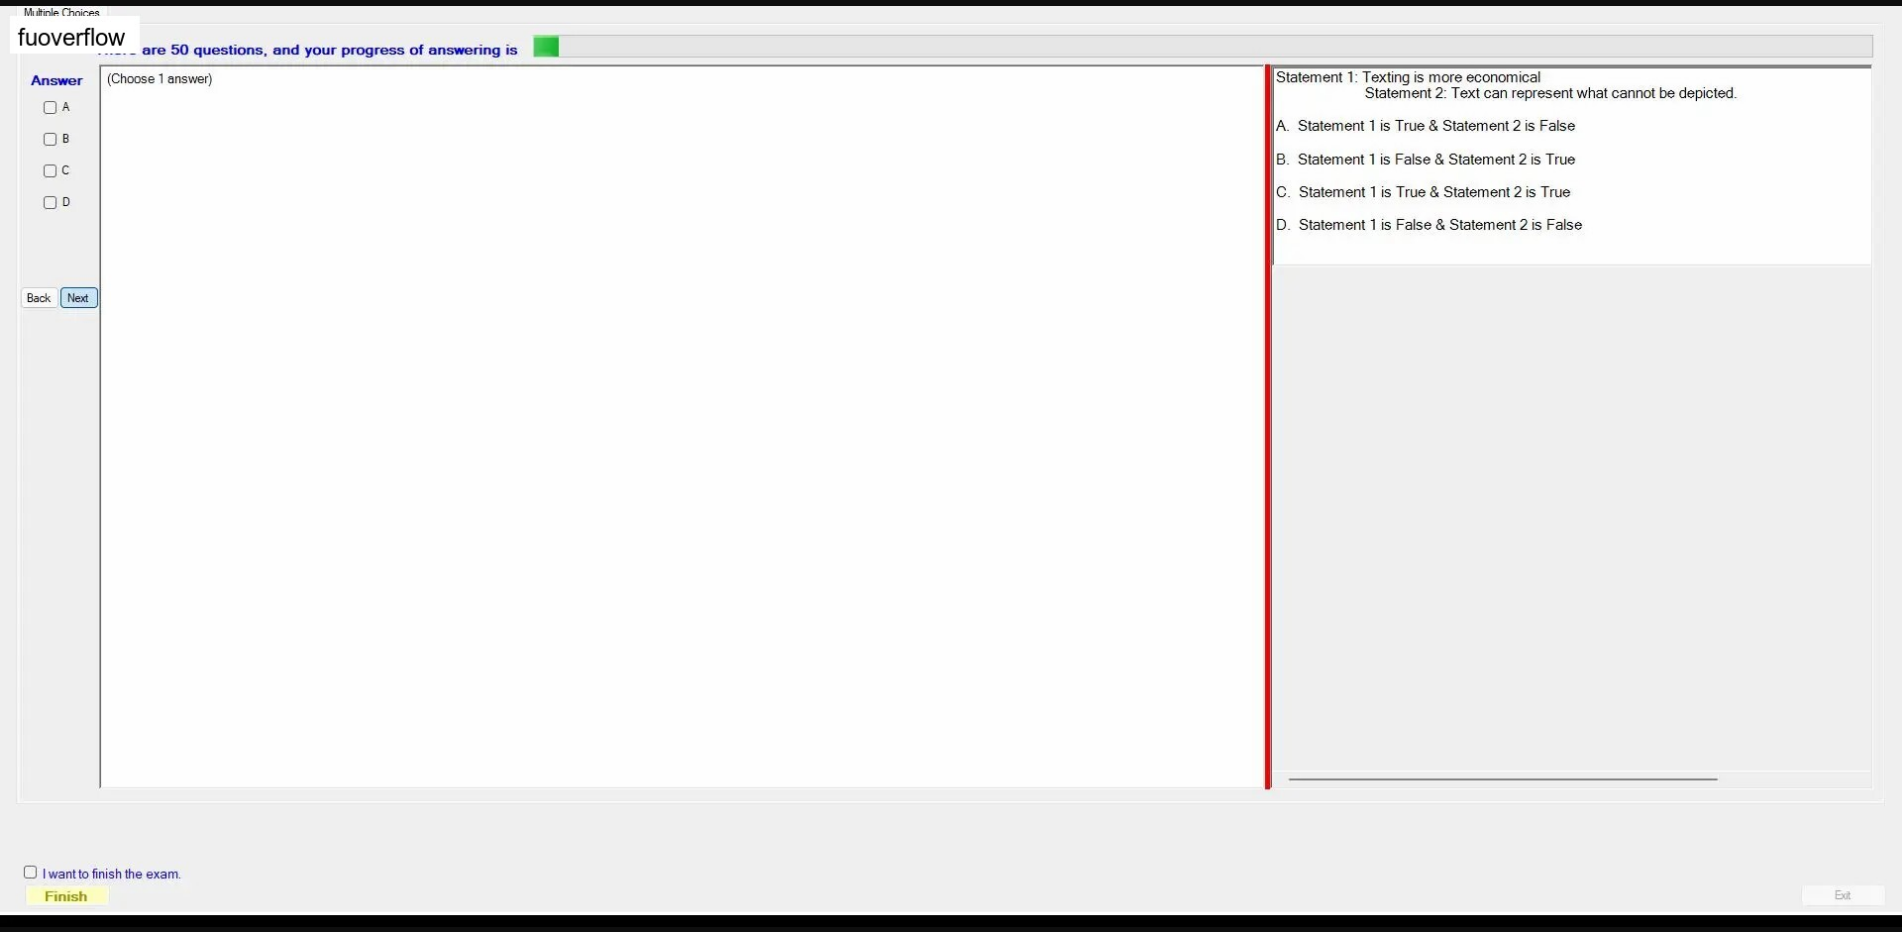 Multiple Choices
fuoverflow
are 50 questions, and your progress of answering is
Answer
(Choose 1 answer)
A
B
C
D
Back Next
Statement 1: Texting is more economical
Statement 2: Text can represent what cannot be depicted.
A. Statement 1 is True & Statement 2 is False
B. Statement 1 is False & Statement 2 is True
C. Statement 1 is True & Statement 2 is True
D. Statement 1 is False & Statement 2 is False
I want to finish the exam.
Finish
Exit